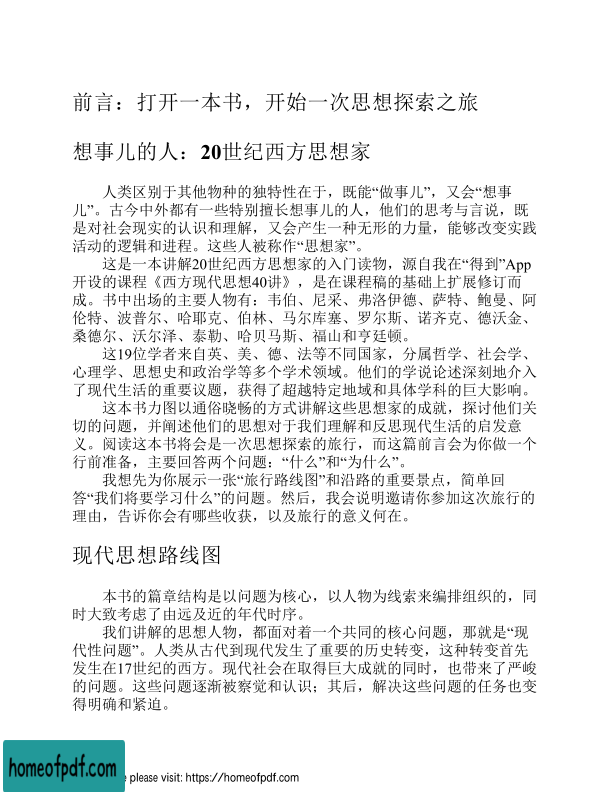 前言：打开一本书，开始一次思想探索之旅
想事儿的人：20世纪西方思想家
人类区别于其他物种的独特性在于，既能“做事儿”，又会“想事
儿”。古今中外都有一些特别擅长想事儿的人，他们的思考与言说，既
是对社会现实的认识和理解，又会产生一种无形的力量，能够改变实践
活动的逻辑和进程。这些人被称作“思想家”。
这是一本讲解20世纪西方思想家的入门读物，源自我在“得到”App
开设的课程《西方现代思想40讲》，是在课程稿的基础上扩展修订而
成。书中出场的主要人物有：韦伯、尼采、弗洛伊德、萨特、鲍曼、阿
伦特、波普尔、哈耶克、伯林、马尔库塞、罗尔斯、诺齐克、德沃金、
桑德尔、沃尔泽、泰勒、哈贝马斯、福山和亨廷顿。
这19位学者来自英、美、德、法等不同国家，分属哲学、社会学、
心理学、思想史和政治学等多个学术领域。他们的学说论述深刻地介入
了现代生活的重要议题，获得了超越特定地域和具体学科的巨大影响。
这本书力图以通俗晓畅的方式讲解这些思想家的成就，探讨他们关
切的问题，并阐述他们的思想对于我们理解和反思现代生活的启发意
义。阅读这本书将会是一次思想探索的旅行，而这篇前言会为你做一个
行前准备，主要回答两个问题：“什么”和“为什么”。
我想先为你展示一张“旅行路线图”和沿路的重要景点，简单回
答“我们将要学习什么”的问题。然后，我会说明邀请你参加这次旅行的
理由，告诉你会有哪些收获，以及旅行的意义何在。
现代思想路线图
本书的篇章结构是以问题为核心，以人物为线索来编排组织的，同
时大致考虑了由远及近的年代时序。
我们讲解的思想人物，都面对着一个共同的核心问题，那就是“现
代性问题”。人类从古代到现代发生了重要的历史转变，这种转变首先
发生在17世纪的西方。现代社会在取得巨大成就的同时，也带来了严峻
的问题。这些问题逐渐被察觉和认识；其后，解决这些问题的任务也变
得明确和紧迫。
homeofpdf.com
e please visit: https://homeofpdf.com